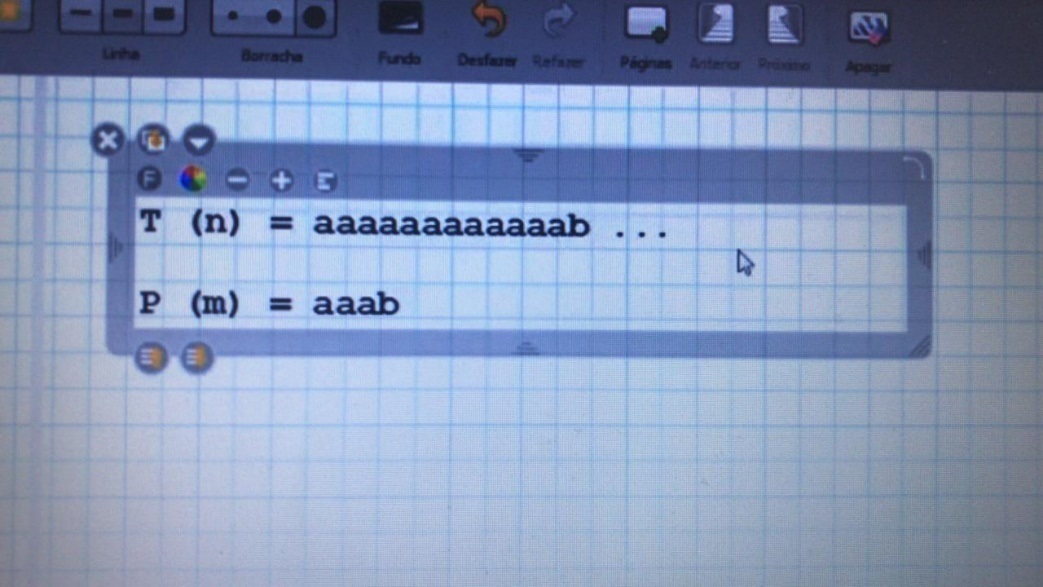 Linha Borracha Fundo Desfazer Refazer Páginas Anterior Próximo Apagar
F
T (n) = aaaaaaaaaaaab ...
P (m) = aaab